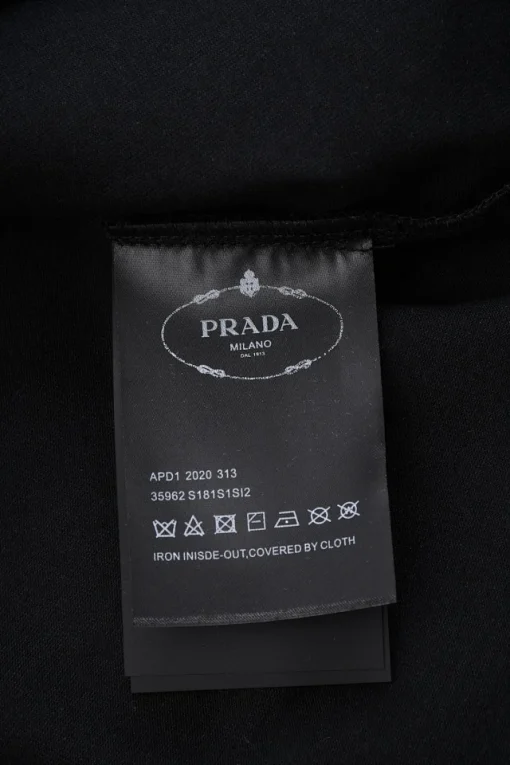 PRADA
MILANO
DAL 1913
APD1 2020 313
35962 S181S1SI2
IRON INISDE-OUT,COVERED BY CLOTH